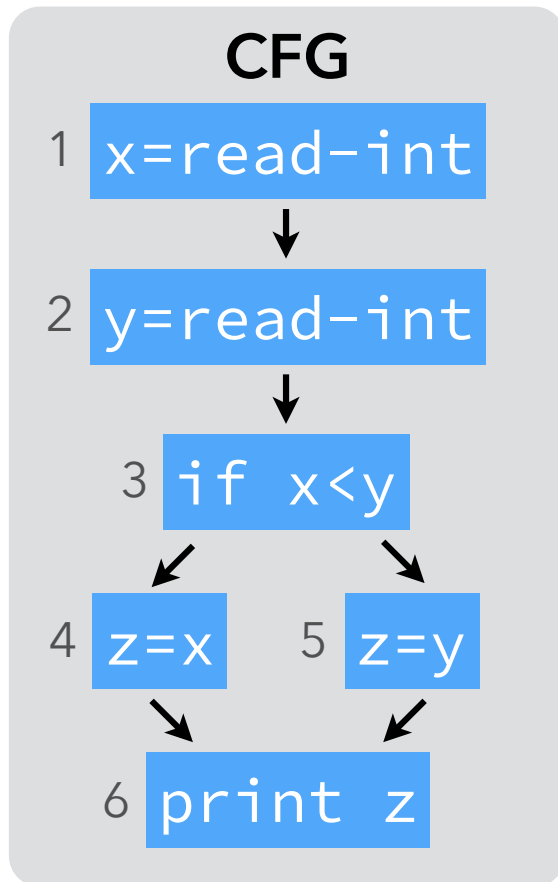 CFG
1 x=read-int
2 y=read-int
3 if x<y
4 z=x 5 z=y
6 print z